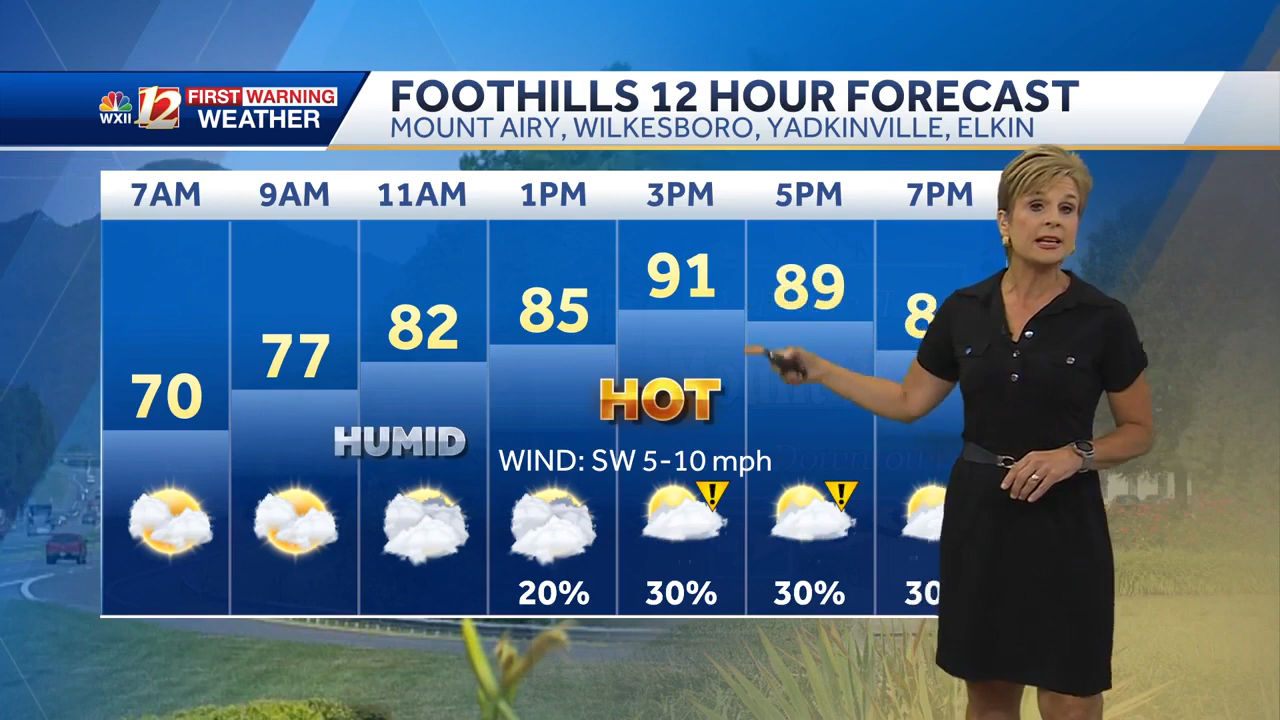 WXII 12 FIRST WARNING WEATHER
FOOTHILLS 12 HOUR FORECAST
MOUNT AIRY, WILKESBORO, YADKINVILLE, ELKIN
7AM 9AM 11AM 1PM 3PM 5PM 7PM
70 77 82 85 91 89
HUMID
HOT
WIND: SW 5-10 mph
! !
20% 30% 30% 30